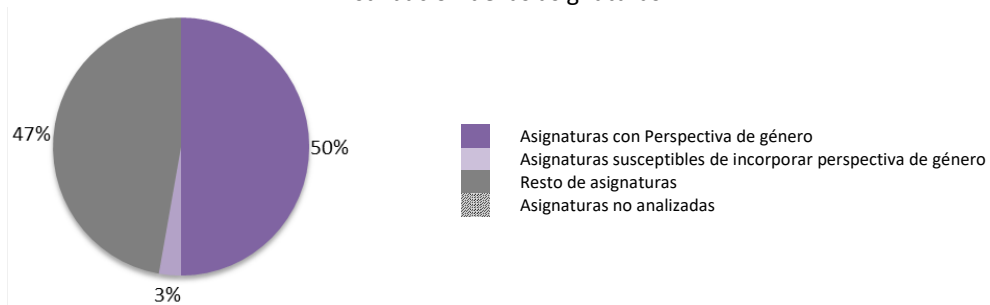 47%
50%
3%
Asignaturas con Perspectiva de género
Asignaturas susceptibles de incorporar perspectiva de género
Resto de asignaturas
Asignaturas no analizadas